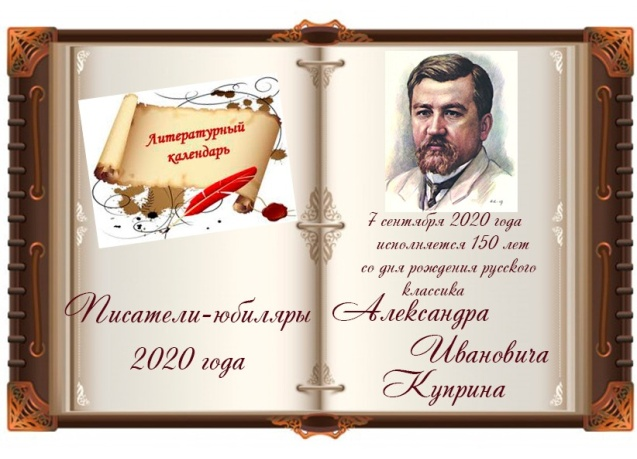 Литературный
календарь
Писатели-юбиляры
2020 года
7 сентября 2020 года
исполняется 150 лет
со дня рождения русского
классика
Александра
Ивановича
Куприна